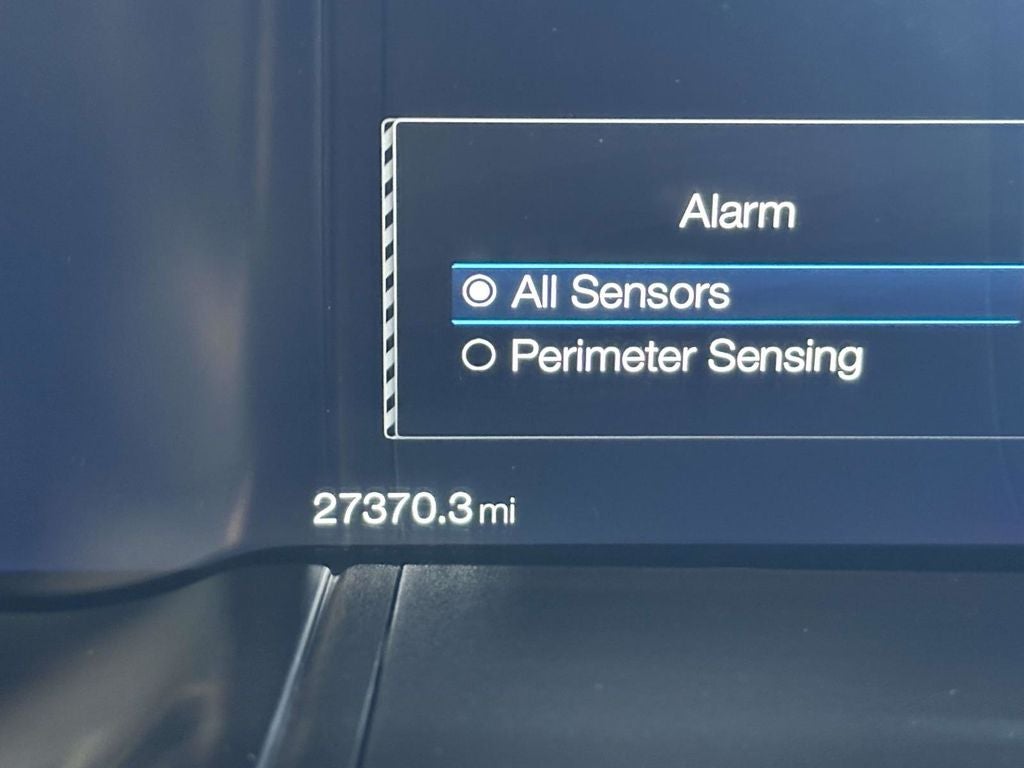 Alarm
All Sensors
Perimeter Sensing
27370.3 mi